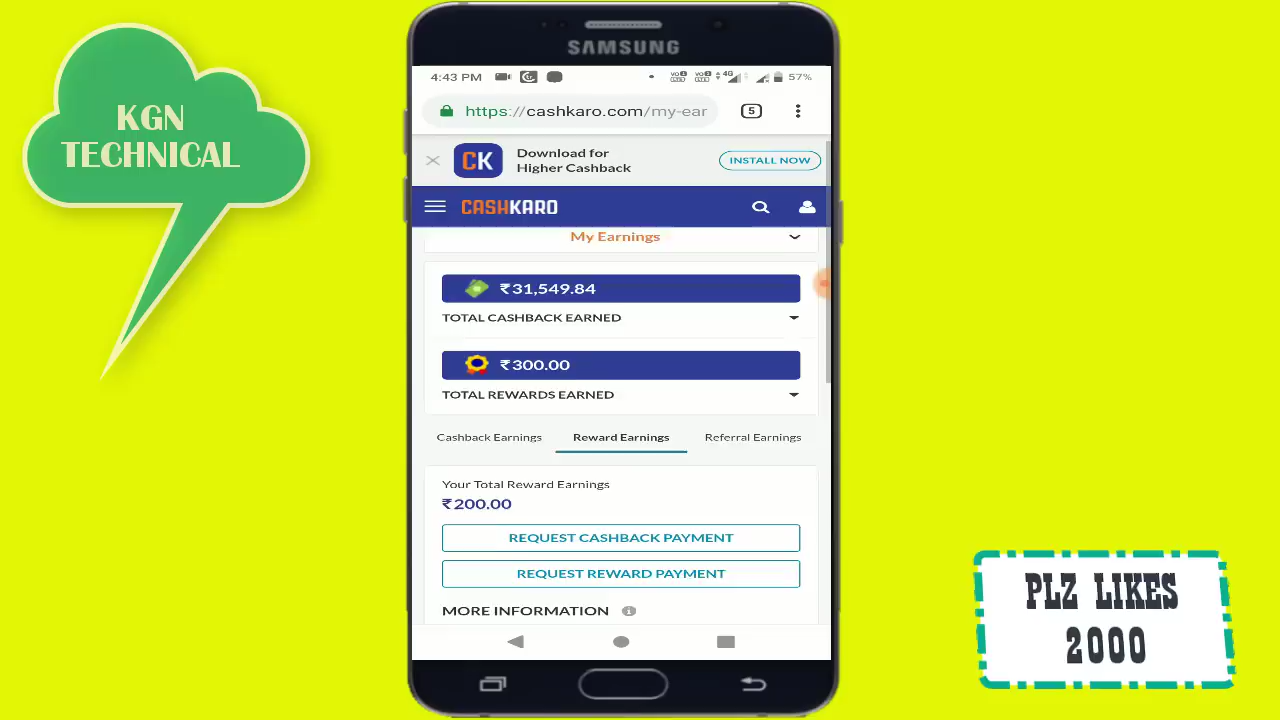 KGN
TECHNICAL
SAMSUNG
4:43 PM
4G
57%
https://cashkaro.com/my-ear
5
CK
Download for
Higher Cashback
INSTALL NOW
CASHKARO
My Earnings
₹31,549.84
TOTAL CASHBACK EARNED
₹300.00
TOTAL REWARDS EARNED
Cashback Earnings
Reward Earnings
Referral Earnings
Your Total Reward Earnings
₹200.00
REQUEST CASHBACK PAYMENT
REQUEST REWARD PAYMENT
MORE INFORMATION
PLZ LIKES
2000